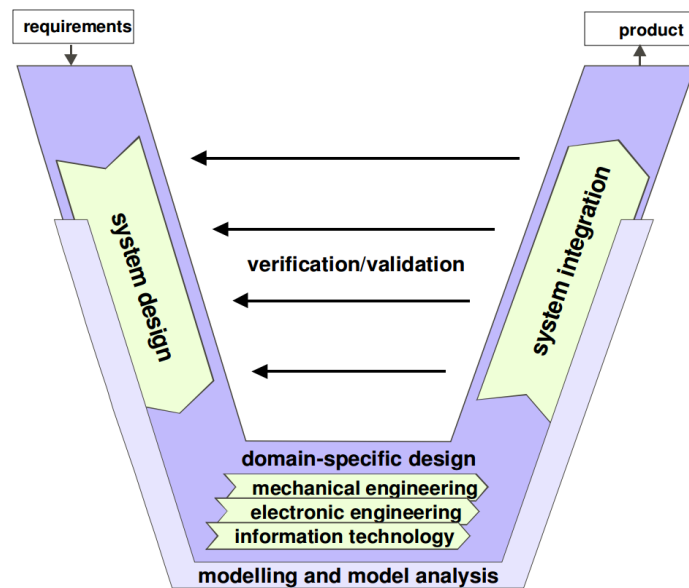 requirements
product
system design
system integration
verification/validation
domain-specific design
mechanical engineering
electronic engineering
information technology
modelling and model analysis